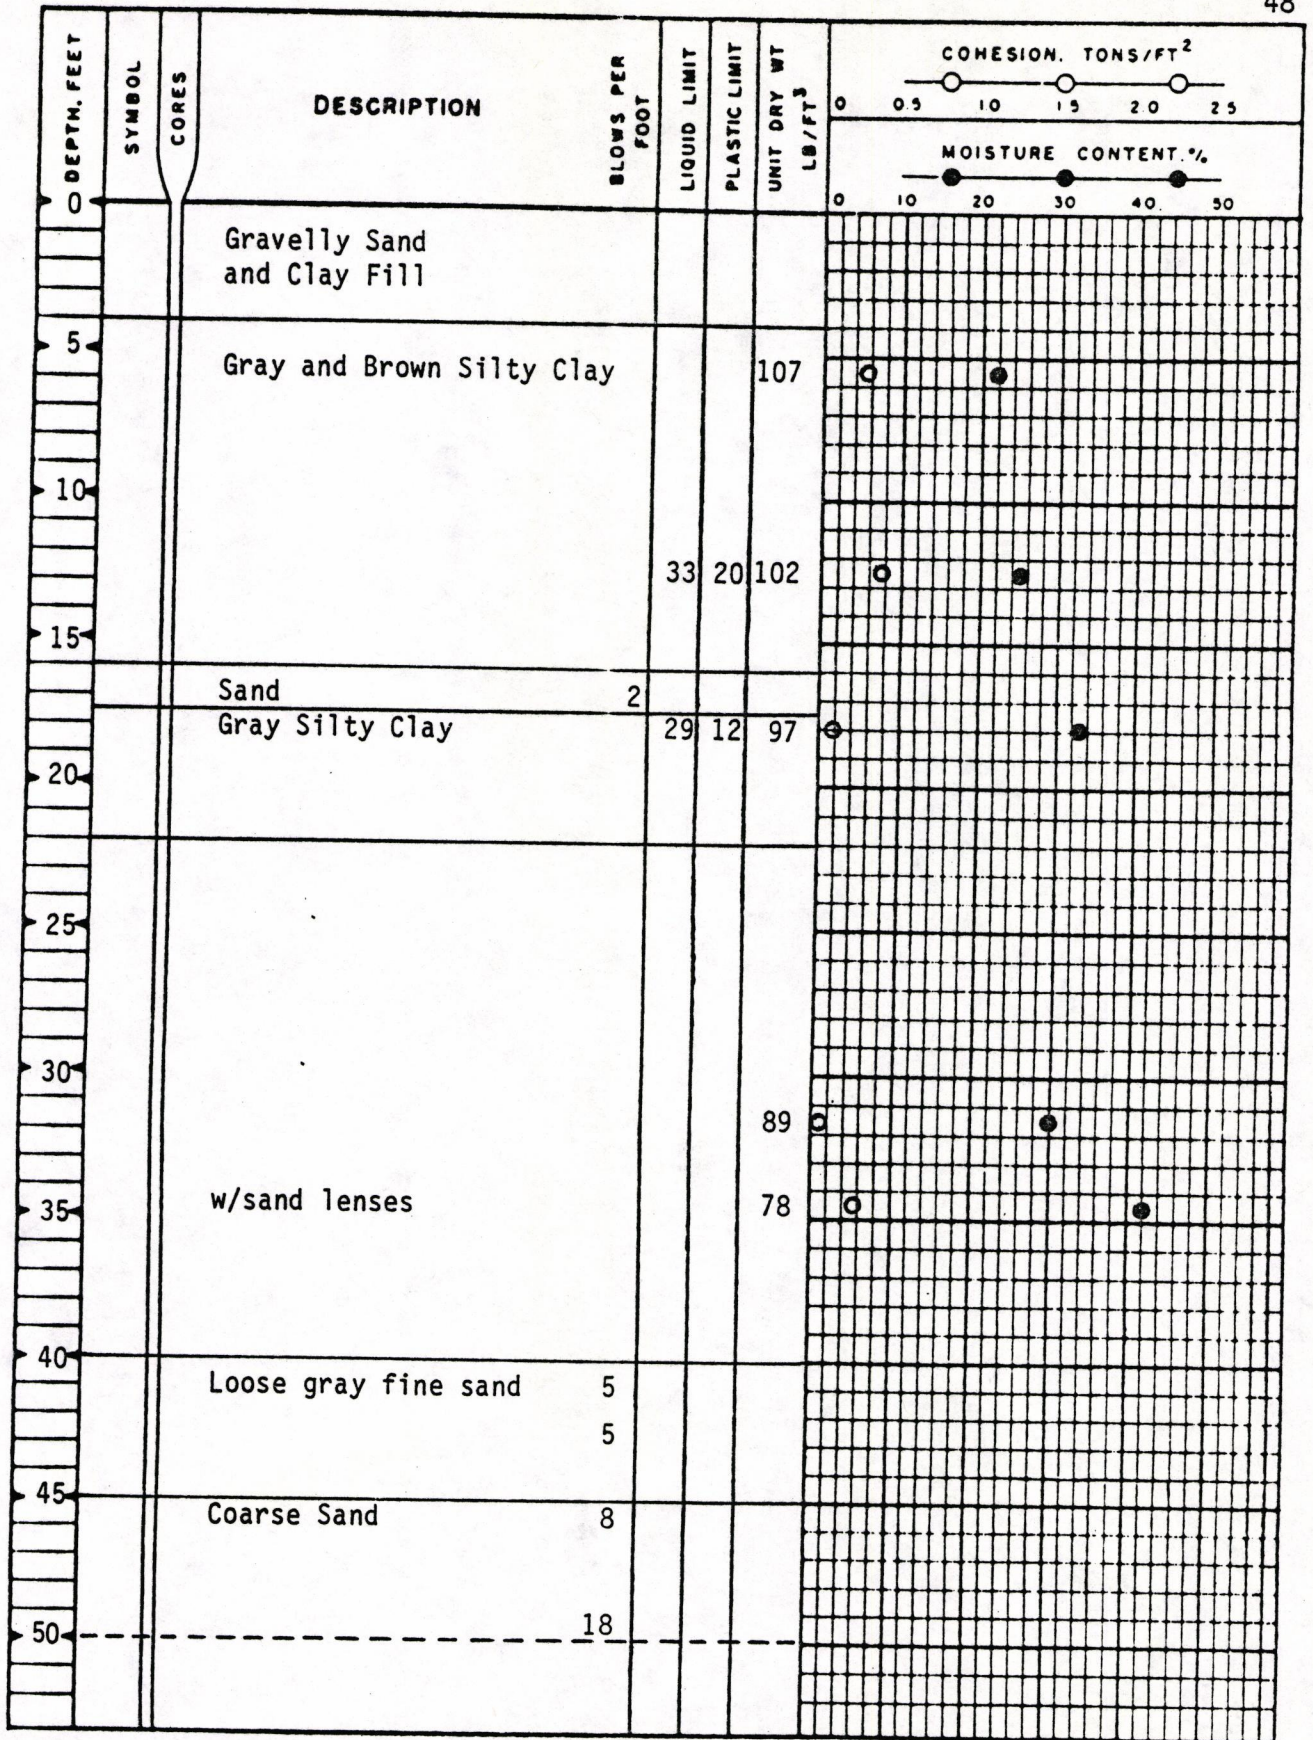 48
DEPTH, FEET
SYMBOL
CORES
DESCRIPTION
BLOWS PER FOOT
LIQUID LIMIT
PLASTIC LIMIT
UNIT DRY WT LB/FT3
COHESION, TONS/FT2
0 0.5 1.0 1.5 2.0 2.5
MOISTURE CONTENT, %
0 10 20 30 40 50
0
Gravelly Sand
and Clay Fill
5
Gray and Brown Silty Clay 107
10
33 20 102
15
Sand 2
Gray Silty Clay 29 12 97
20
25
30
89
35 w/sand lenses 78
40
Loose gray fine sand 5
5
45
Coarse Sand 8
18
50